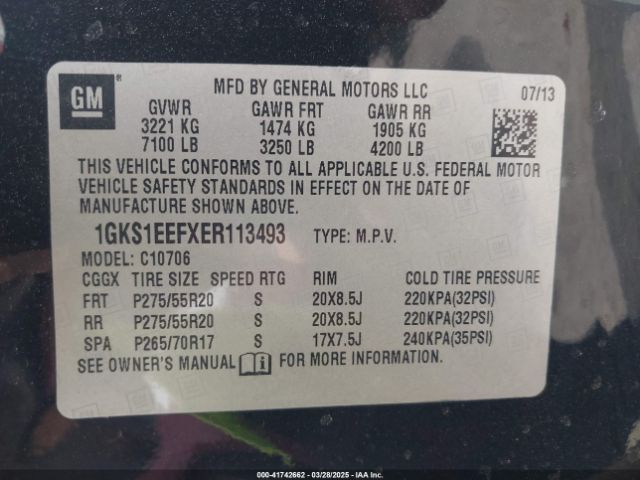 GM
MFD BY GENERAL MOTORS LLC 07/13
GVWR GAWR FRT GAWR RR
3221 KG 1474 KG 1905 KG
7100 LB 3250 LB 4200 LB
THIS VEHICLE CONFORMS TO ALL APPLICABLE U.S. FEDERAL MOTOR
VEHICLE SAFETY STANDARDS IN EFFECT ON THE DATE OF
MANUFACTURE SHOWN ABOVE.
1GKS1EEFXER113493 TYPE: M.P.V.
MODEL: C10706
CGGX TIRE SIZE SPEED RTG RIM COLD TIRE PRESSURE
FRT P275/55R20 S 20X8.5J 220KPA(32PSI)
RR P275/55R20 S 20X8.5J 220KPA(32PSI)
SPA P265/70R17 S 17X7.5J 240KPA(35PSI)
SEE OWNER'S MANUAL FOR MORE INFORMATION.
000-41742662 - 03/28/2025 - IAAI.COM